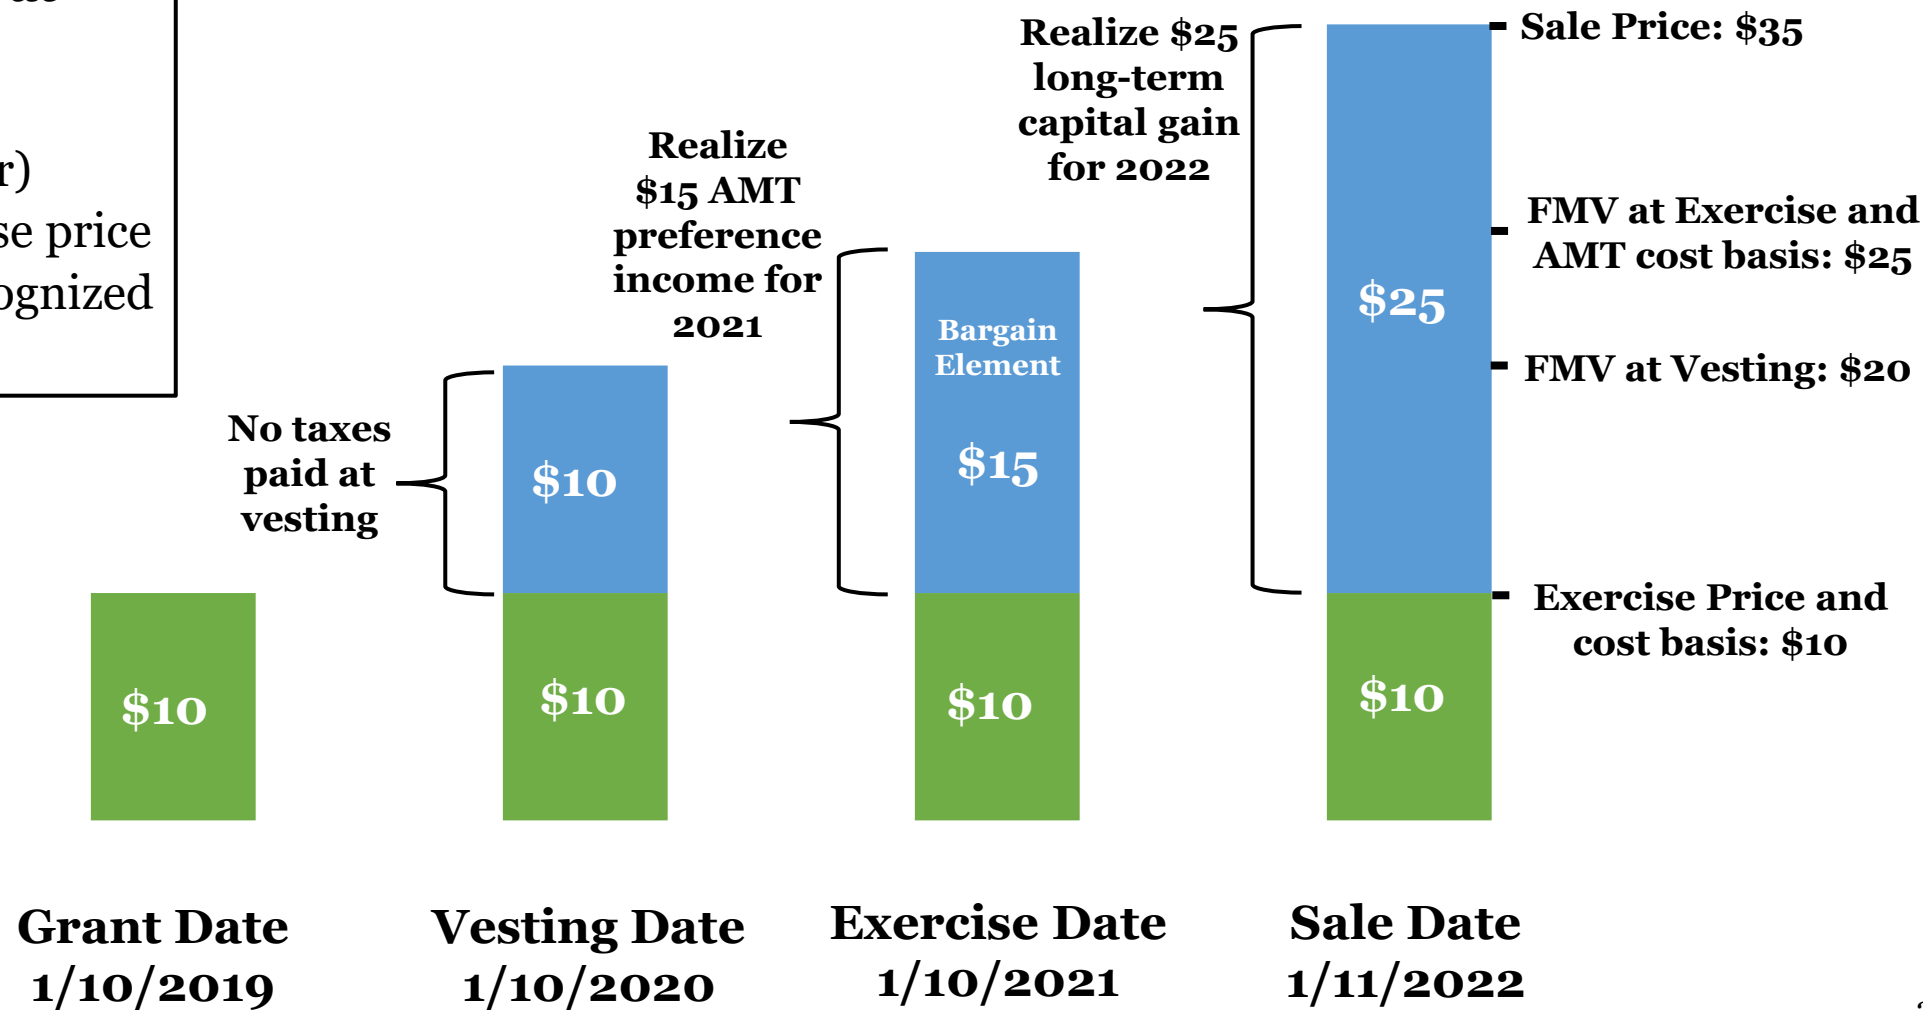 r)
se price
ognized
Realize $25
long-term
capital gain
for 2022
Sale Price: $35
Realize
$15 AMT
preference
income for
2021
FMV at Exercise and
AMT cost basis: $25
$25
Bargain
Element
$15
FMV at Vesting: $20
No taxes
paid at
vesting
$10
Exercise Price and
cost basis: $10
$10
$10
$10
$10
Grant Date
1/10/2019
Vesting Date
1/10/2020
Exercise Date
1/10/2021
Sale Date
1/11/2022